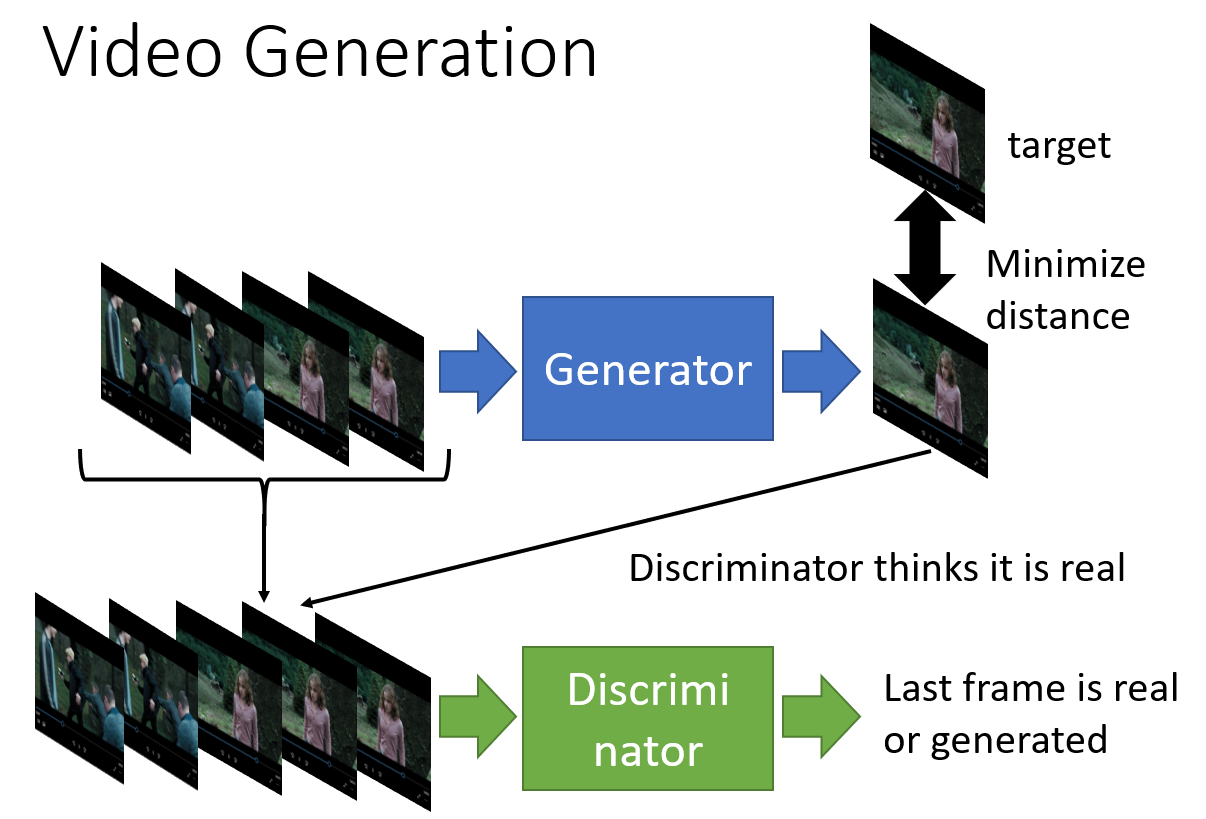 Video Generation
target
Minimize
distance
Generator
Discriminator thinks it is real
Discrimi
nator
Last frame is real
or generated